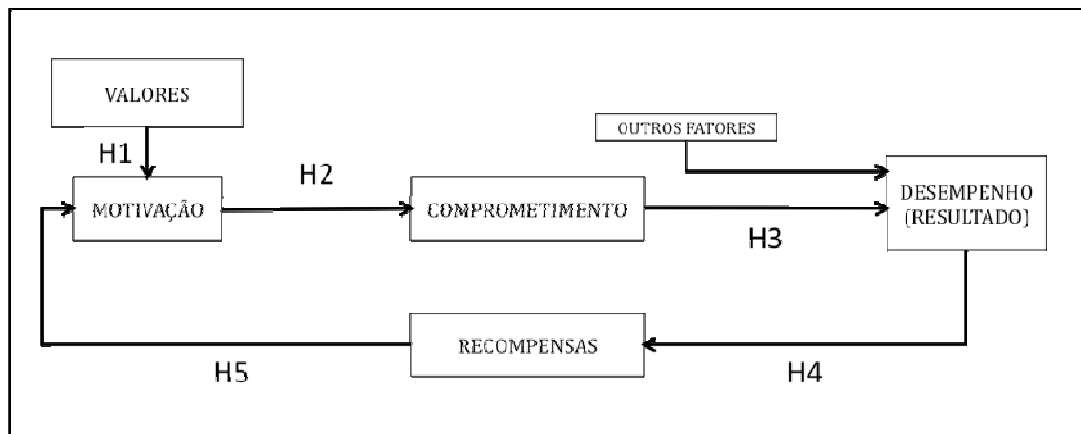 VALORES
OUTROS FATORES
H1
H2
MOTIVAÇÃO
COMPROMETIMENTO
DESEMPENHO
(RESULTADO)
H3
RECOMPENSAS
H5
H4